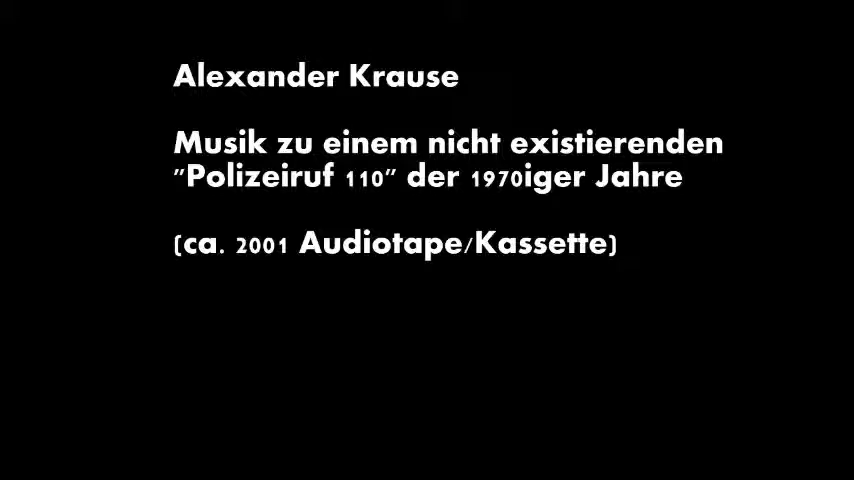 Alexander Krause
Musik zu einem nicht existierenden
"Polizeiruf 110" der 1970iger Jahre
(ca. 2001 Audiotape/Kassette)